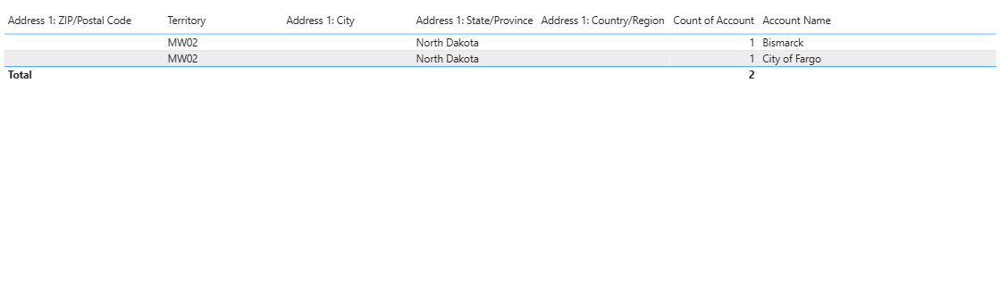 Address 1: ZIP/Postal Code Territory Address 1: City Address 1: State/Province Address 1: Country/Region Count of Account Account Name
MW02 North Dakota 1 Bismarck
MW02 North Dakota 1 City of Fargo
Total 2